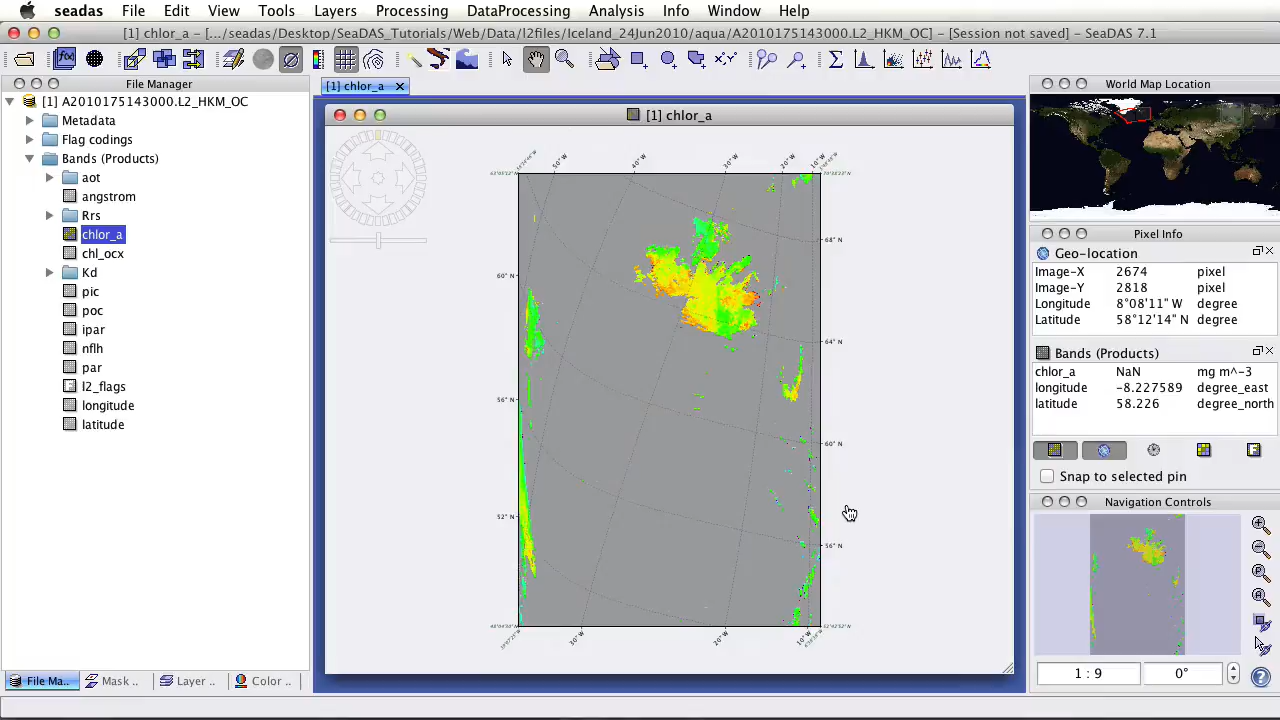 seadas File Edit View Tools Layers Processing DataProcessing Analysis Info Window Help
[1] chlor_a – [.../seadas/Desktop/SeaDAS_Tutorials/Web/Data/l2files/Iceland_24Jun2010/aqua/A2010175143000.L2_HKM_OC] – [Session not saved] – SeaDAS 7.1
File Manager
[1] A2010175143000.L2_HKM_OC
Metadata
Flag codings
Bands (Products)
aot
angstrom
Rrs
chlor_a
chl_ocx
Kd
pic
poc
ipar
nflh
par
l2_flags
longitude
latitude
File Ma..
Mask ..
Layer ..
Color ..
[1] chlor_a
[1] chlor_a
50°W
40°W
30°W
20°W
10°W
60° N
56° N
52° N
68° N
64° N
60° N
56° N
30°W
20°W
10°W
World Map Location
Pixel Info
Geo-location
Image-X 2674 pixel
Image-Y 2818 pixel
Longitude 8°08'11" W degree
Latitude 58°12'14" N degree
Bands (Products)
chlor_a NaN mg m^-3
longitude -8.227589 degree_east
latitude 58.226 degree_north
Snap to selected pin
Navigation Controls
1 : 9
0°